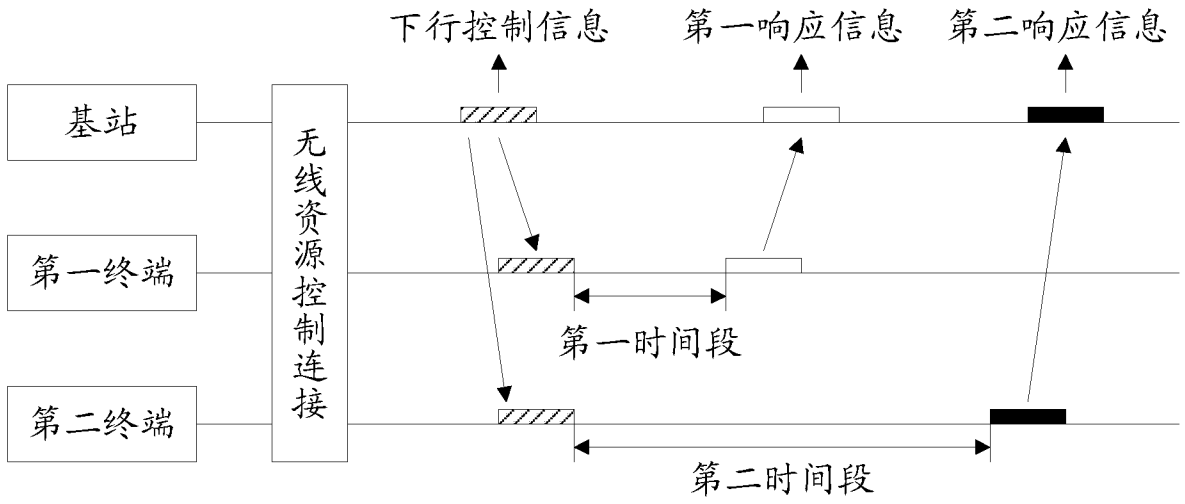 下行控制信息
第一响应信息
第二响应信息
基站
无线资源控制连接
第一终端
第一时间段
第二终端
第二时间段